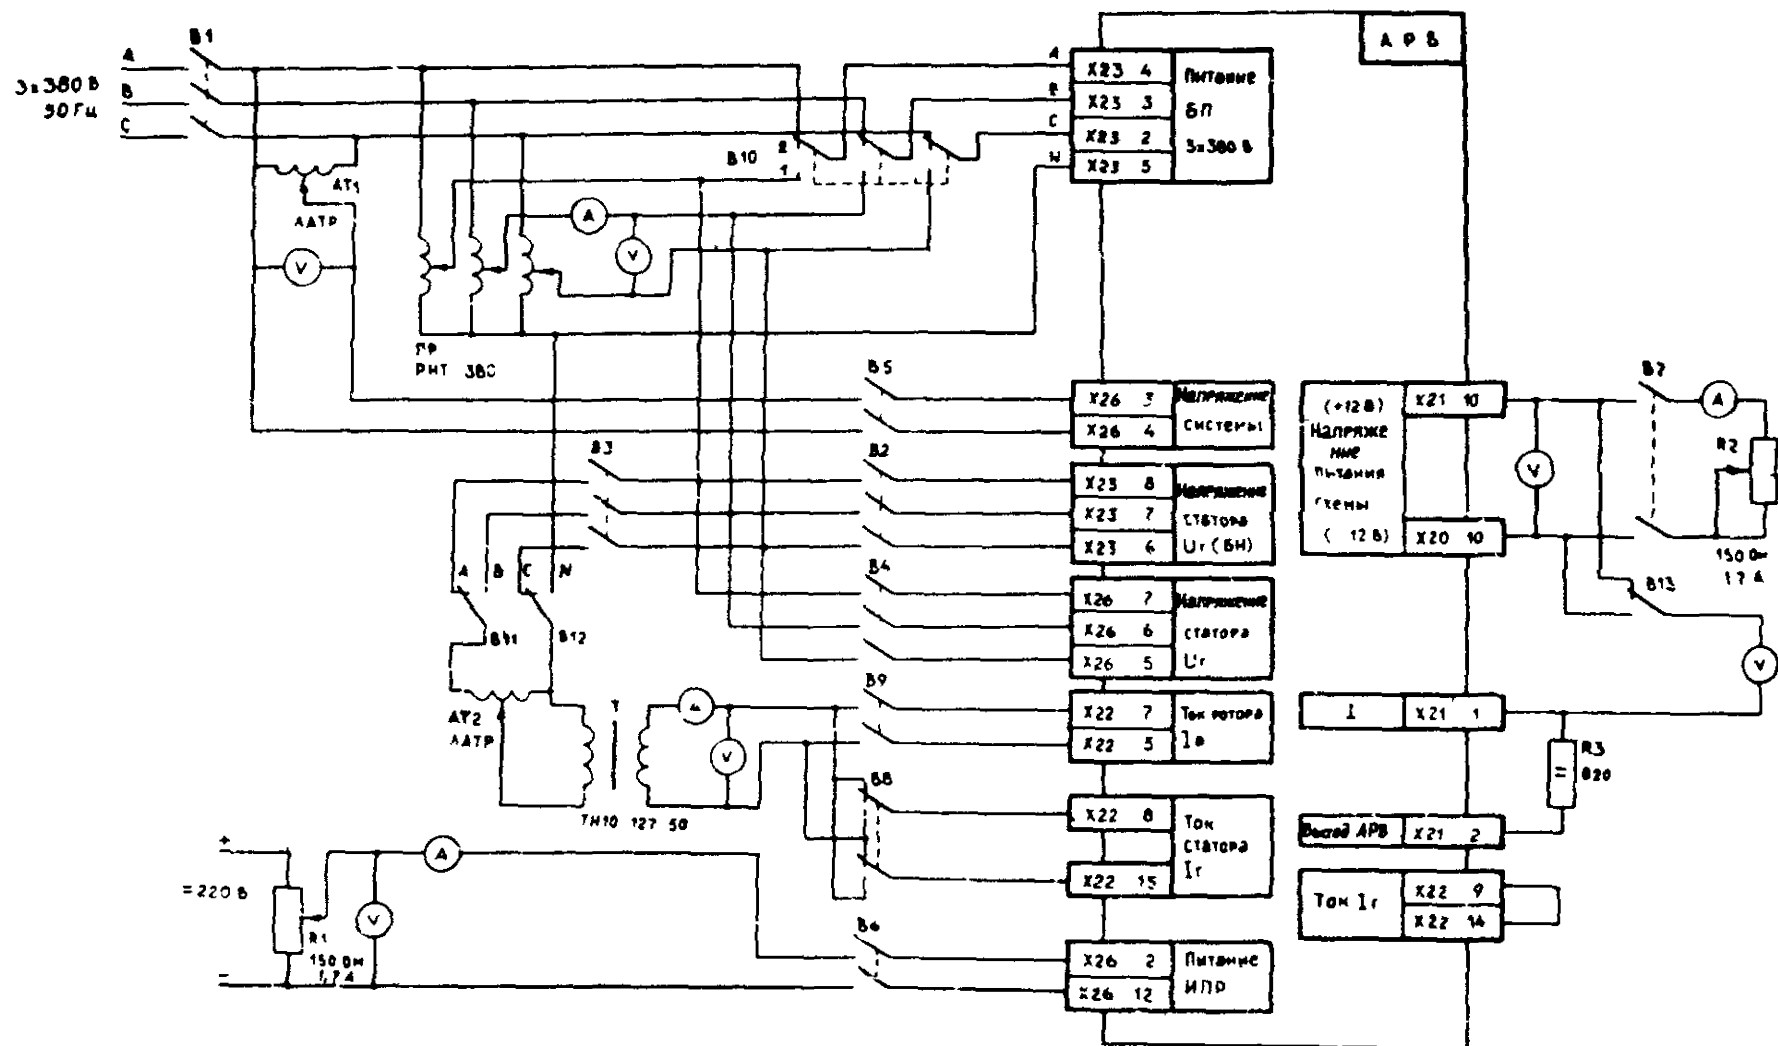 А Р В
В1
А
3×380 В
В
50 Гц
С
АТ1
ЛАТР
V
В10
2
1
А
С
N
Х23 4
Х23 3
Х23 2
Х23 5
Питание
БП
3×380 В
А
V
РНТ 380
В5
Х26 3
Х26 4
Напряжение
системы
В3
В2
Х23 8
Х23 7
Х23 6
Напряжение
статора
Uг (БН)
А
В
С
N
В11
В12
В4
Х26 7
Х26 6
Х26 5
Напряжение
статора
Uг
АТ2
ЛАТР
Т
V
ТН10 127 50
В9
Х22 7
Х22 5
Ток ротора
Iв
В8
Х22 8
Х22 15
Ток
статора
Iг
+
=220 В
–
R1
150 Ом
1,7 А
V
А
В6
Х26 2
Х26 12
Питание
ИПР
(+12 В)
Напряже
ние
питания
схемы
( 12 В)
Х21 10
Х20 10
V
В7
А
R2
150 Ом
1,7 А
В13
V
I
Х21 1
R3
=
820
Выход АРВ
Х21 2
Ток Iг
Х22 9
Х22 14